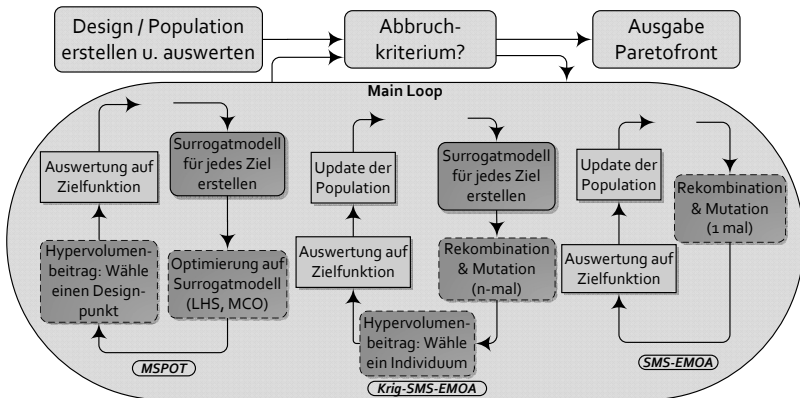 Design / Population
erstellen u. auswerten
Abbruch-
kriterium?
Ausgabe
Paretofront
Main Loop
Auswertung auf
Zielfunktion
Surrogatmodell
für jedes Ziel
erstellen
Hypervolumen-
beitrag: Wähle
einen Design-
punkt
Optimierung auf
Surrogatmodell
(LHS, MCO)
MSPOT
Update der
Population
Surrogatmodell
für jedes Ziel
erstellen
Auswertung auf
Zielfunktion
Rekombination
& Mutation
(n-mal)
Hypervolumen-
beitrag: Wähle
ein Individuum
Krig-SMS-EMOA
Update der
Population
Rekombination
& Mutation
(1 mal)
Auswertung auf
Zielfunktion
SMS-EMOA